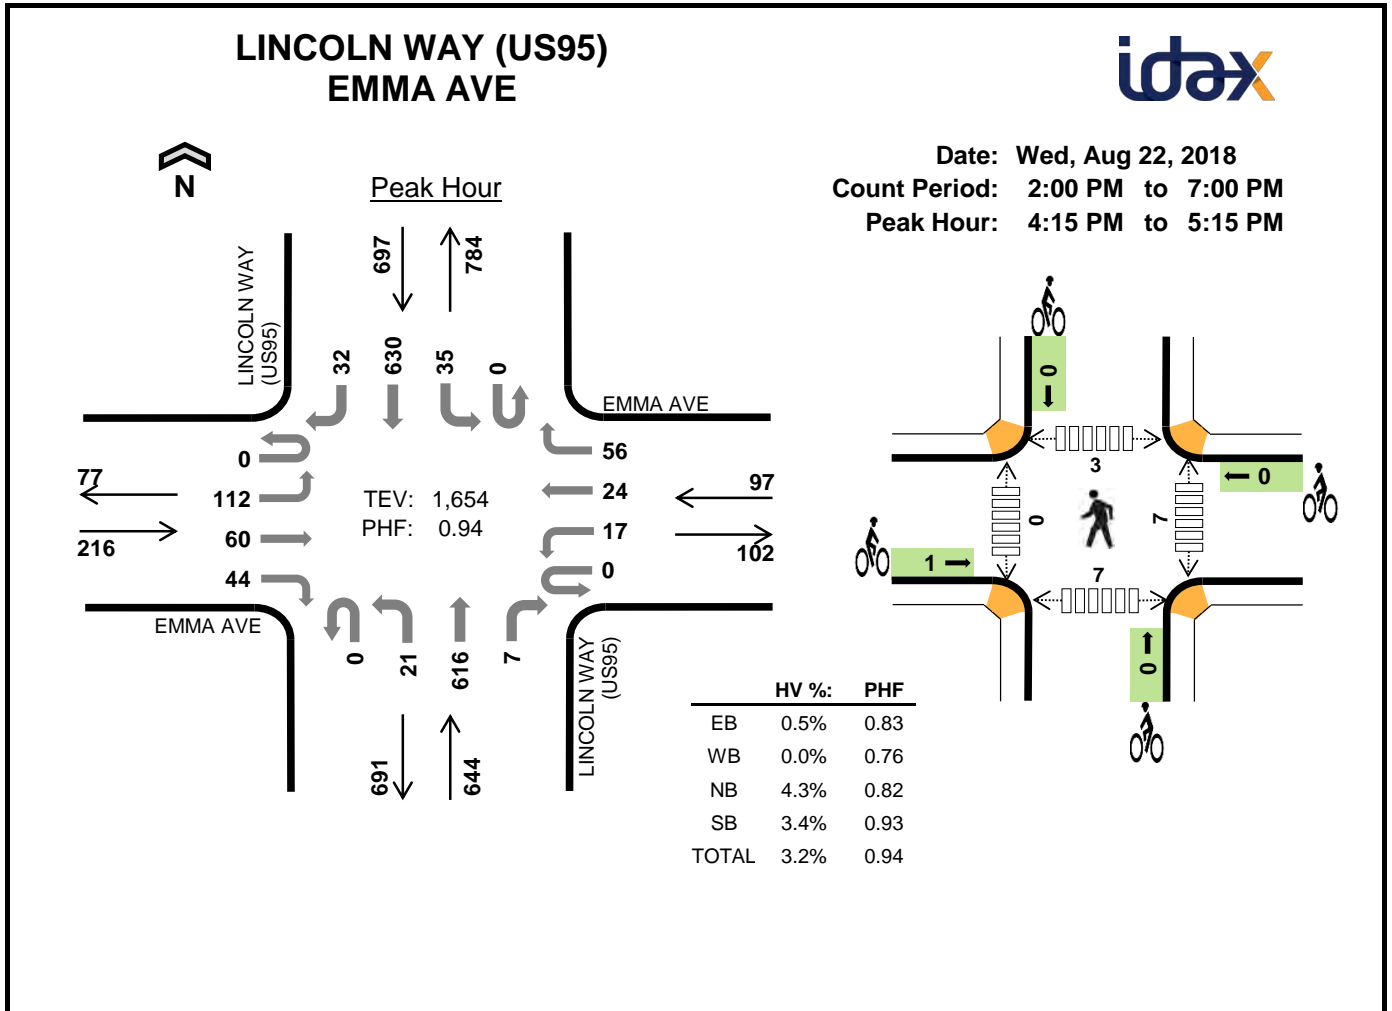 LINCOLN WAY (US95)
EMMA AVE
idax
Date: Wed, Aug 22, 2018
Count Period: 2:00 PM to 7:00 PM
Peak Hour: 4:15 PM to 5:15 PM
N
Peak Hour
697
784
LINCOLN WAY
(US95)
32
630
35
0
EMMA AVE
0
112
60
44
77
216
TEV: 1,654
PHF: 0.94
56
24
17
0
97
102
EMMA AVE
0
21
616
7
LINCOLN WAY
(US95)
691
644
0
3
0
0
7
1
7
0
HV %: PHF
EB 0.5% 0.83
WB 0.0% 0.76
NB 4.3% 0.82
SB 3.4% 0.93
TOTAL 3.2% 0.94